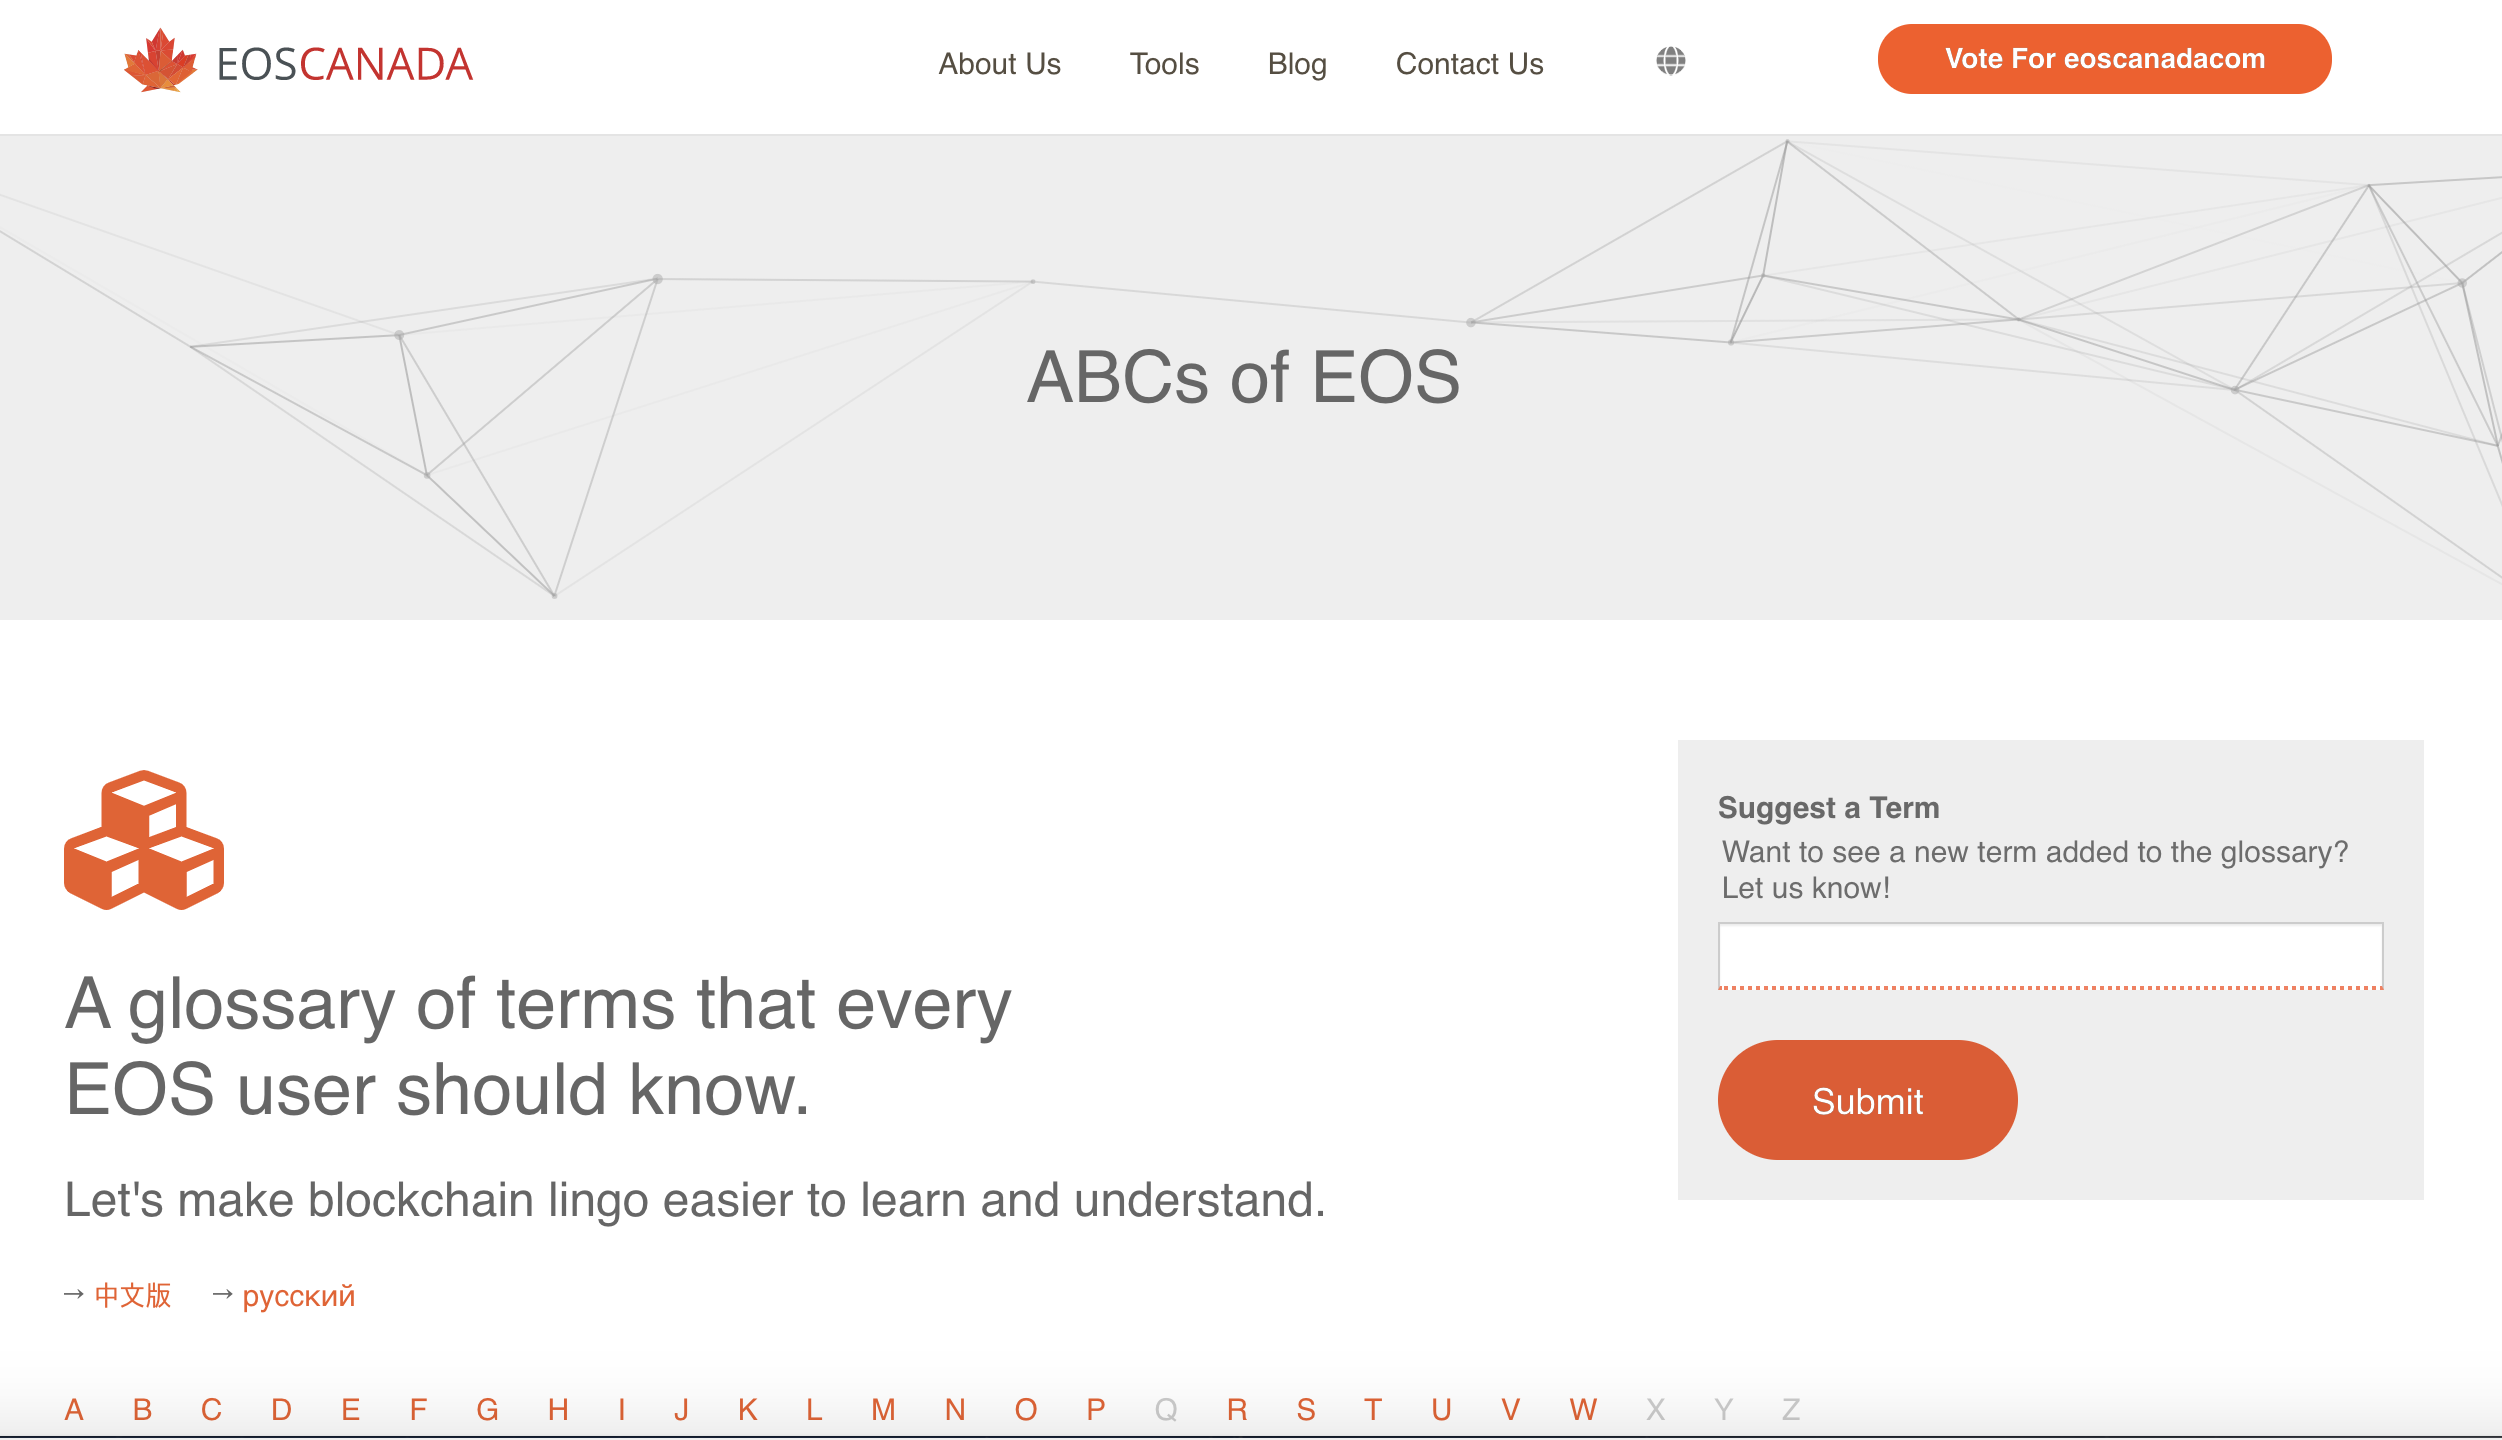 EOSCANADA
About Us
Tools
Blog
Contact Us
Vote For eoscanadacom
ABCs of EOS
A glossary of terms that every
EOS user should know.
Let's make blockchain lingo easier to learn and understand.
→ 中文版 → русский
Suggest a Term
Want to see a new term added to the glossary?
Let us know!
Submit
A B C D E F G H I J K L M N O P Q R S T U V W X Y Z